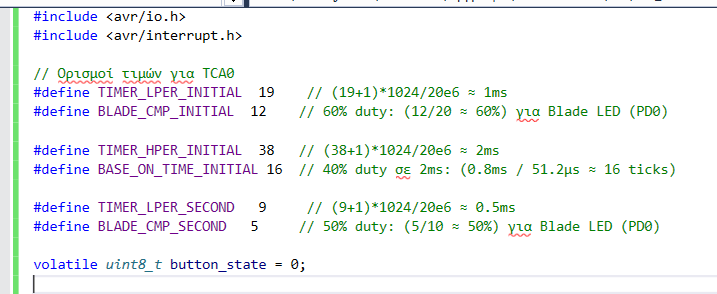 #include <avr/io.h>
#include <avr/interrupt.h>
// Ορισμοί τιμών για TCA0
#define TIMER_LPER_INITIAL 19 // (19+1)*1024/20e6 ≈ 1ms
#define BLADE_CMP_INITIAL 12 // 60% duty: (12/20 ≈ 60%) για Blade LED (PD0)
#define TIMER_HPER_INITIAL 38 // (38+1)*1024/20e6 ≈ 2ms
#define BASE_ON_TIME_INITIAL 16 // 40% duty σε 2ms: (0.8ms / 51.2μs ≈ 16 ticks)
#define TIMER_LPER_SECOND 9 // (9+1)*1024/20e6 ≈ 0.5ms
#define BLADE_CMP_SECOND 5 // 50% duty: (5/10 ≈ 50%) για Blade LED (PD0)
volatile uint8_t button_state = 0;